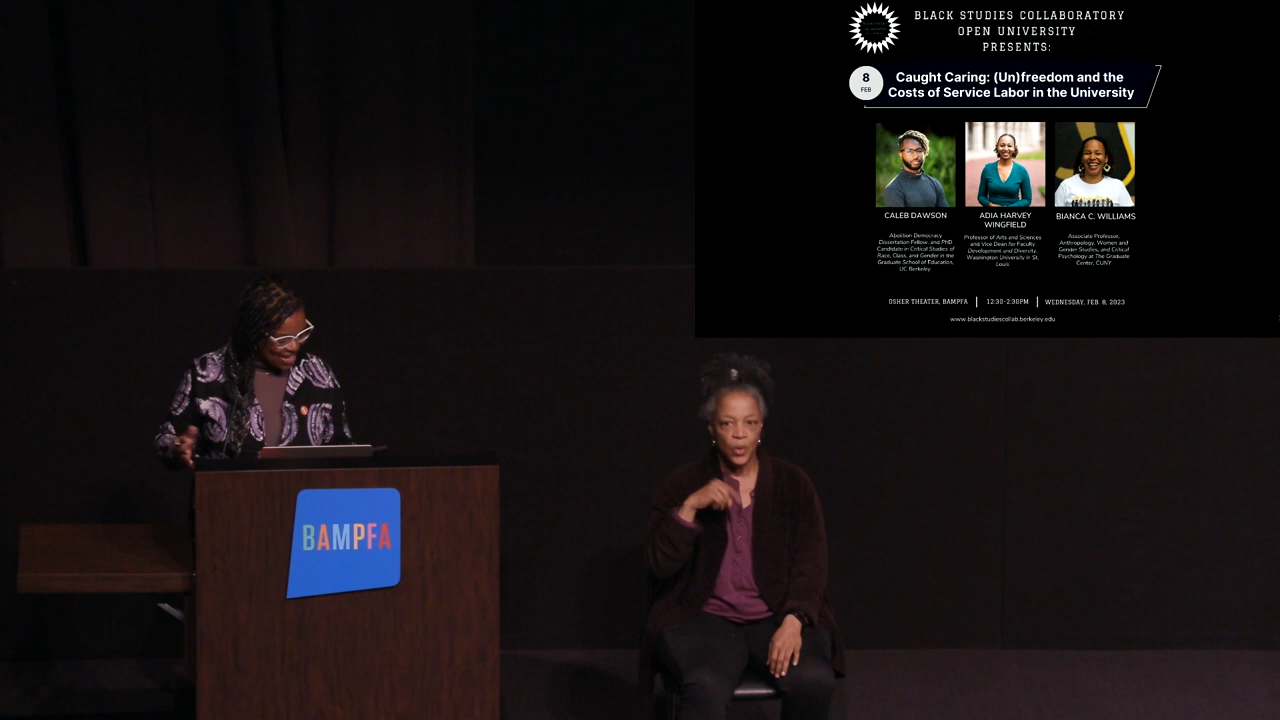 BLACK STUDIES COLLABORATORY
OPEN UNIVERSITY
PRESENTS:
8
FEB
Caught Caring: (Un)freedom and the
Costs of Service Labor in the University
CALEB DAWSON
Abolition Democracy
Dissertation Fellow, and PhD
Candidate in Critical Studies of
Race, Class, and Gender in the
Graduate School of Education,
UC Berkeley
ADIA HARVEY
WINGFIELD
Professor of Arts and Sciences
and Vice Dean for Faculty
Development and Diversity,
Washington University in St.
Louis
BIANCA C. WILLIAMS
Associate Professor,
Anthropology, Women and
Gender Studies, and Critical
Psychology at The Graduate
Center, CUNY
OSHER THEATER, BAMPFA | 12:30-2:30PM | WEDNESDAY, FEB. 8, 2023
www.blackstudiescollab.berkeley.edu
BAMPFA